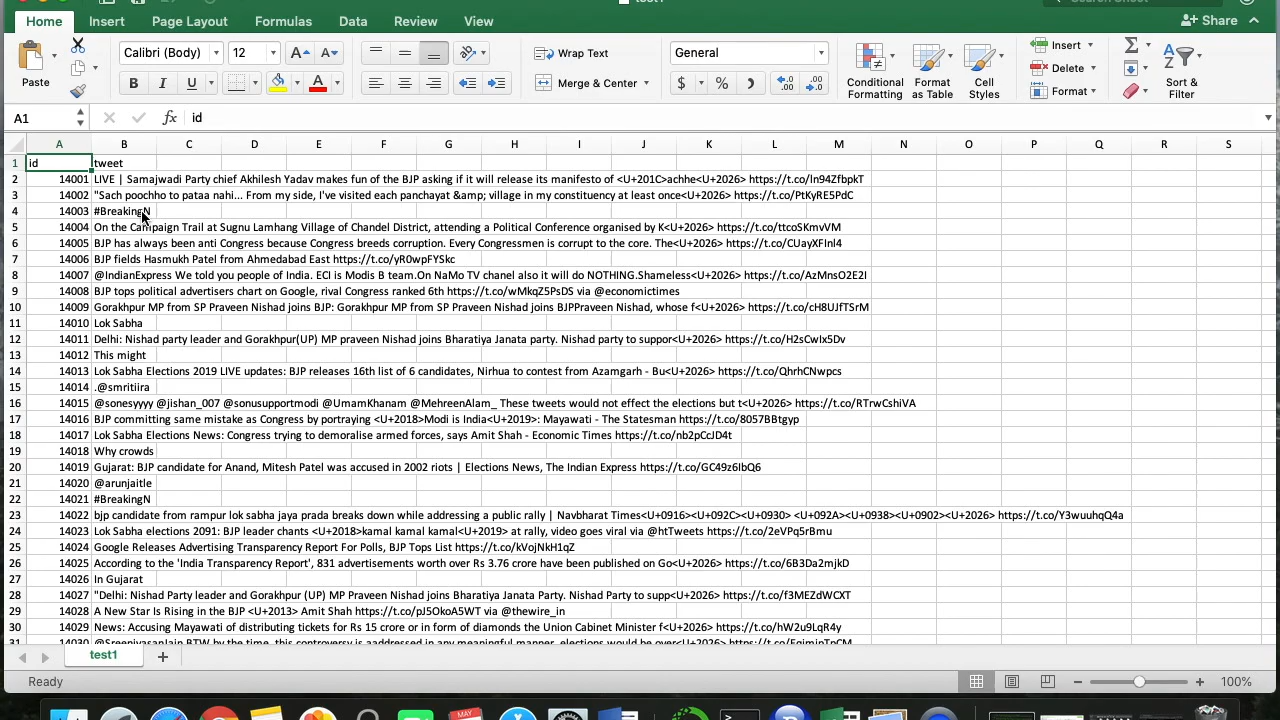 test1
Search Sheet
Home Insert Page Layout Formulas Data Review View Share
Calibri (Body) 12 A A Wrap Text General Insert Σ
Paste B I U A Merge & Center $ % Conditional Formatting Format as Table Cell Styles Delete Format Sort & Filter
A1 fx id
A B C D E F G H I J K L M N O P Q R S
1 id tweet
2 14001 LIVE | Samajwadi Party chief Akhilesh Yadav makes fun of the BJP asking if it will release its manifesto of <U+201C>achhe<U+2026> https://t.co/ln94ZfbpkT
3 14002 "Sach poochho to pataa nahi... From my side, I've visited each panchayat &amp; village in my constituency at least once<U+2026> https://t.co/PtKyRE5PdC
4 14003 #BreakingN
5 14004 On the Campaign Trail at Sugnu Lamhang Village of Chandel District, attending a Political Conference organised by K<U+2026> https://t.co/ttcoSKmvVM
6 14005 BJP has always been anti Congress because Congress breeds corruption. Every Congressmen is corrupt to the core. The<U+2026> https://t.co/CUayXFInl4
7 14006 BJP fields Hasmukh Patel from Ahmedabad East https://t.co/yR0wpFYSkc
8 14007 @IndianExpress We told you people of India. ECI is Modis B team.On NaMo TV chanel also it will do NOTHING.Shameless<U+2026> https://t.co/AzMnsO2E2I
9 14008 BJP tops political advertisers chart on Google, rival Congress ranked 6th https://t.co/wMkqZ5PsDS via @economictimes
10 14009 Gorakhpur MP from SP Praveen Nishad joins BJP: Gorakhpur MP from SP Praveen Nishad joins BJPPraveen Nishad, whose f<U+2026> https://t.co/cH8UJfTSrM
11 14010 Lok Sabha
12 14011 Delhi: Nishad party leader and Gorakhpur(UP) MP praveen Nishad joins Bharatiya Janata party. Nishad party to suppor<U+2026> https://t.co/H2sCwIx5Dv
13 14012 This might
14 14013 Lok Sabha Elections 2019 LIVE updates: BJP releases 16th list of 6 candidates, Nirhua to contest from Azamgarh - Bu<U+2026> https://t.co/QhrhCNwpcs
15 14014 .@smritiira
16 14015 @sonesyyyy @jishan_007 @sonusupportmodi @UmamKhanam @MehreenAlam_ These tweets would not effect the elections but t<U+2026> https://t.co/RTrwCshiVA
17 14016 BJP committing same mistake as Congress by portraying <U+2018>Modi is India<U+2019>: Mayawati - The Statesman https://t.co/8057BBtgyp
18 14017 Lok Sabha Elections News: Congress trying to demoralise armed forces, says Amit Shah - Economic Times https://t.co/nb2pCcJD4t
19 14018 Why crowds
20 14019 Gujarat: BJP candidate for Anand, Mitesh Patel was accused in 2002 riots | Elections News, The Indian Express https://t.co/GC49z6lbQ6
21 14020 @arunjaitle
22 14021 #BreakingN
23 14022 bjp candidate from rampur lok sabha jaya prada breaks down while addressing a public rally | Navbharat Times<U+0916><U+092C><U+0930> <U+092A><U+0938><U+0902><U+2026> https://t.co/Y3wuuhqQ4a
24 14023 Lok Sabha elections 2091: BJP leader chants <U+2018>kamal kamal kamal<U+2019> at rally, video goes viral via @htTweets https://t.co/2eVPq5rBmu
25 14024 Google Releases Advertising Transparency Report For Polls, BJP Tops List https://t.co/kVojNkH1qZ
26 14025 According to the 'India Transparency Report', 831 advertisements worth over Rs 3.76 crore have been published on Go<U+2026> https://t.co/6B3Da2mjkD
27 14026 In Gujarat
28 14027 "Delhi: Nishad Party leader and Gorakhpur (UP) MP Praveen Nishad joins Bharatiya Janata Party. Nishad Party to supp<U+2026> https://t.co/f3MEZdWCXT
29 14028 A New Star Is Rising in the BJP <U+2013> Amit Shah https://t.co/pJ5OkoA5WT via @thewire_in
30 14029 News: Accusing Mayawati of distributing tickets for Rs 15 crore or in form of diamonds the Union Cabinet Minister f<U+2026> https://t.co/hW2u9LqR4y
31 14030 @SreenivasanJain BTW by the time, this controversy is aaddressed in any meaningful manner, elections would be over<U+2026>
test1
Ready 100%
MAY